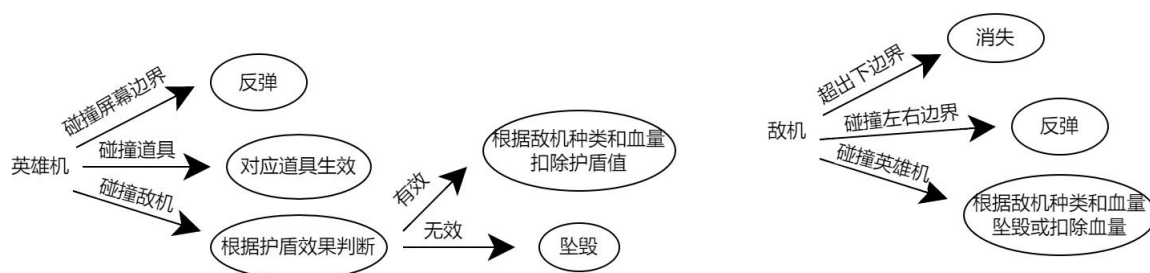 消失
超出下边界
碰撞屏幕边界
反弹
敌机
碰撞左右边界
反弹
英雄机
碰撞道具
对应道具生效
根据敌机种类和血量
扣除护盾值
碰撞英雄机
碰撞敌机
有效
根据护盾效果判断
无效
坠毁
根据敌机种类和血量
坠毁或扣除血量